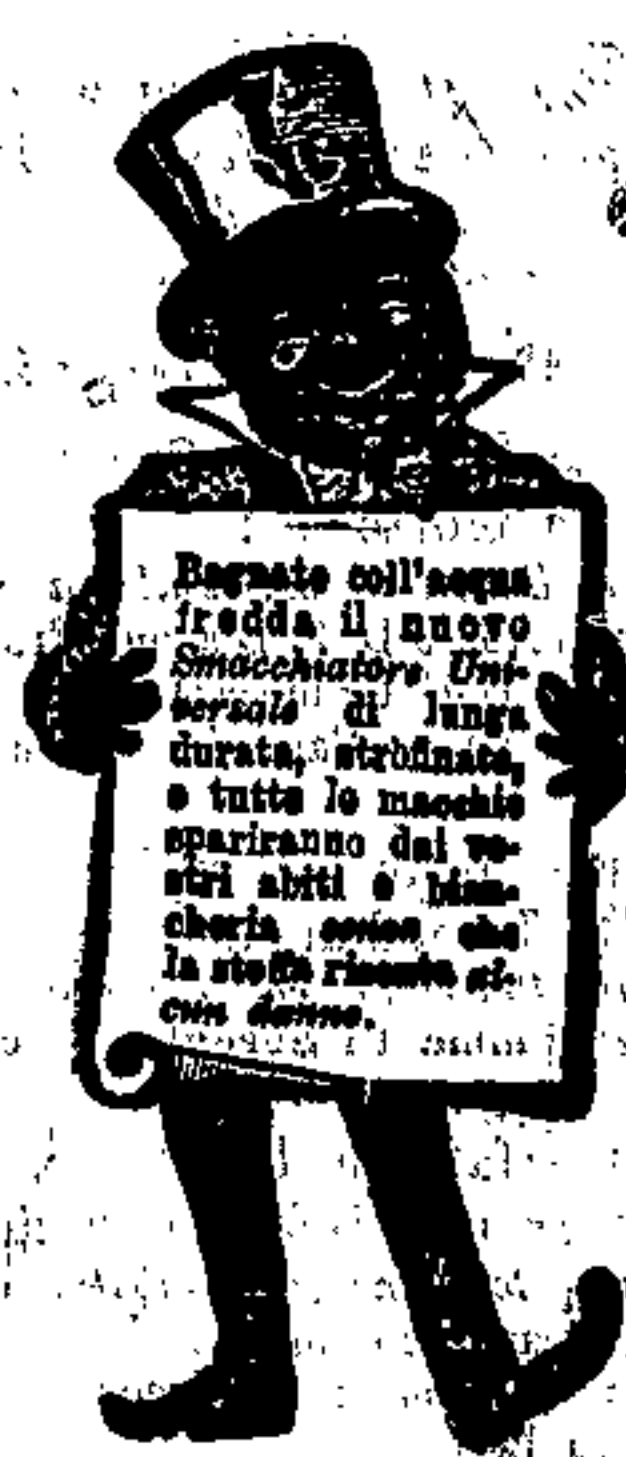 Bagnate coll'acqua
fredda il nuovo
Smacchiatore Uni-
versale di lunga
durata, strofinate,
e tutte le macchie
spariranno dai vo-
stri abiti e bian-
cheria senza che
la stoffa risenta al-
cun danno.